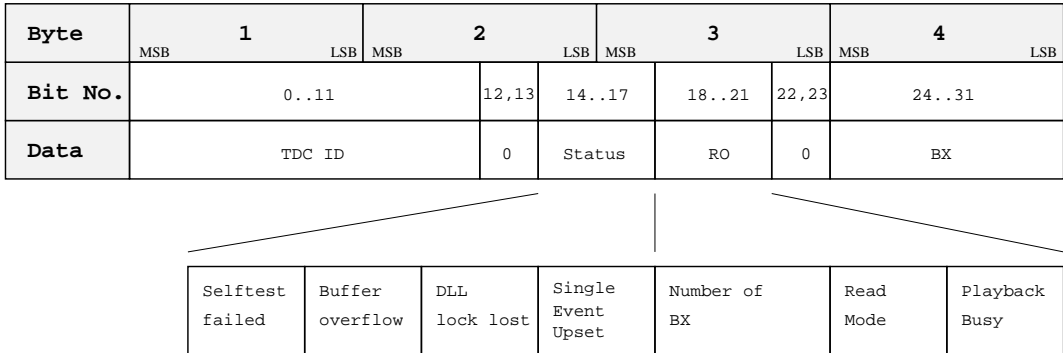 Byte 1 2 3 4
MSB LSB MSB LSB MSB LSB MSB LSB
Bit No. 0..11 12,13 14..17 18..21 22,23 24..31
Data TDC ID 0 Status RO 0 BX
Selftest Buffer DLL Single Number of Read Playback
failed overflow lock lost Event BX Mode Busy
Upset